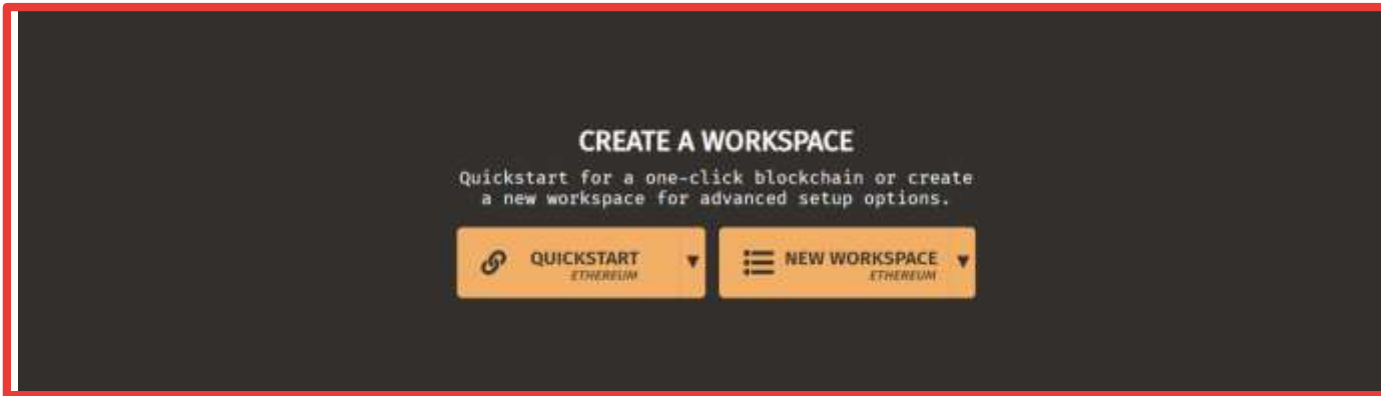 CREATE A WORKSPACE
Quickstart for a one-click blockchain or create
a new workspace for advanced setup options.
QUICKSTART
ETHEREUM
NEW WORKSPACE
ETHEREUM